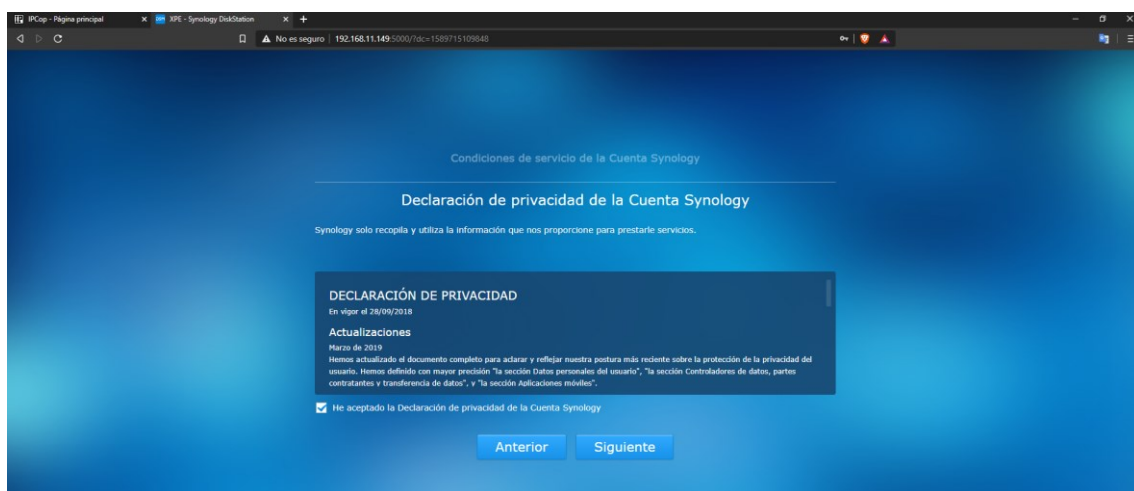 IPCop - Página principal
XPE - Synology DiskStation
No es seguro | 192.168.11.149:5000/?dc=1589715109848
Condiciones de servicio de la Cuenta Synology
Declaración de privacidad de la Cuenta Synology
Synology solo recopila y utiliza la información que nos proporcione para prestarle servicios.
DECLARACIÓN DE PRIVACIDAD
En vigor el 28/09/2018
Actualizaciones
Marzo de 2019
Hemos actualizado el documento completo para aclarar y reflejar nuestra postura más reciente sobre la protección de la privacidad del
usuario. Hemos definido con mayor precisión "la sección Datos personales del usuario", "la sección Controladores de datos, partes
contratantes y transferencia de datos", y "la sección Aplicaciones móviles".
He aceptado la Declaración de privacidad de la Cuenta Synology
Anterior
Siguiente